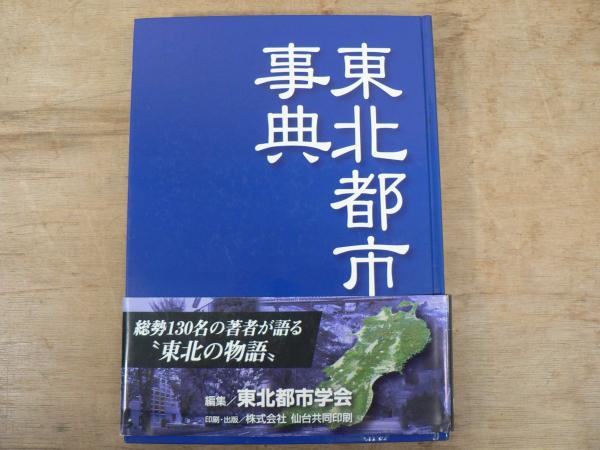 東北都市
事典
総勢130名の著者が語る
〝東北の物語〟
編集／東北都市学会
印刷・出版／株式会社 仙台共同印刷